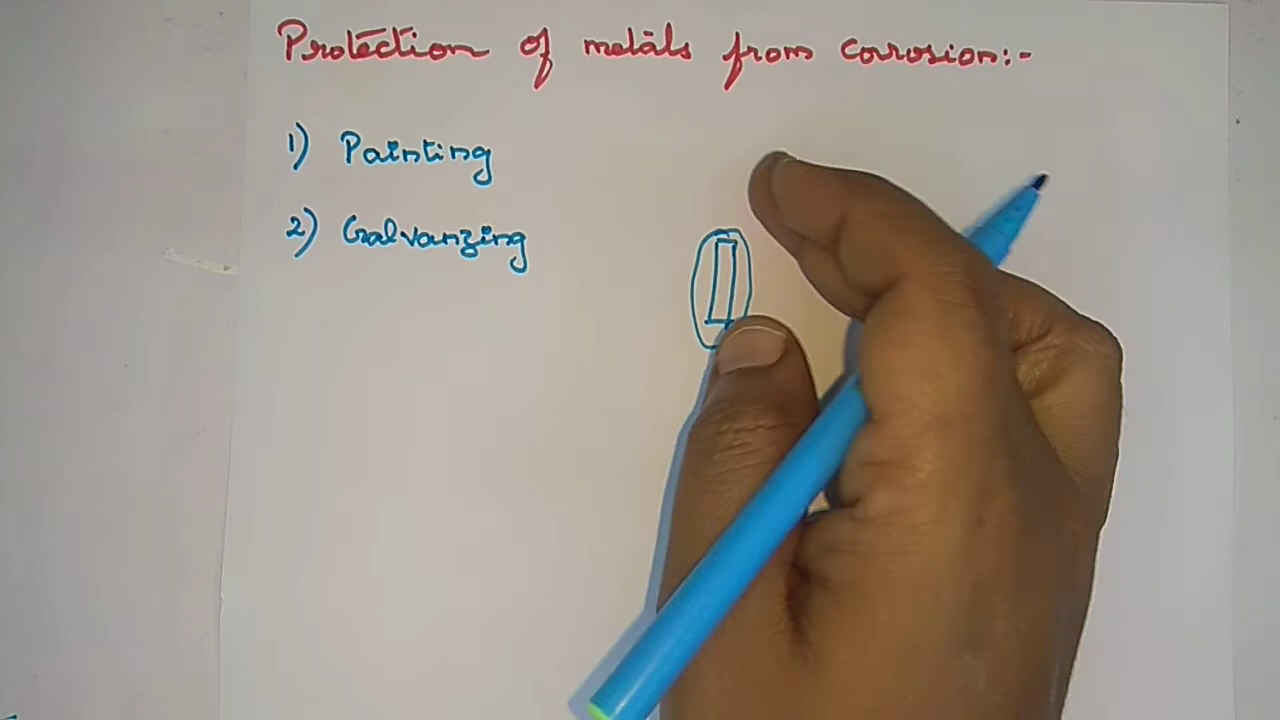 Protection of metals from corrosion:-
1) Painting
2) Galvanizing